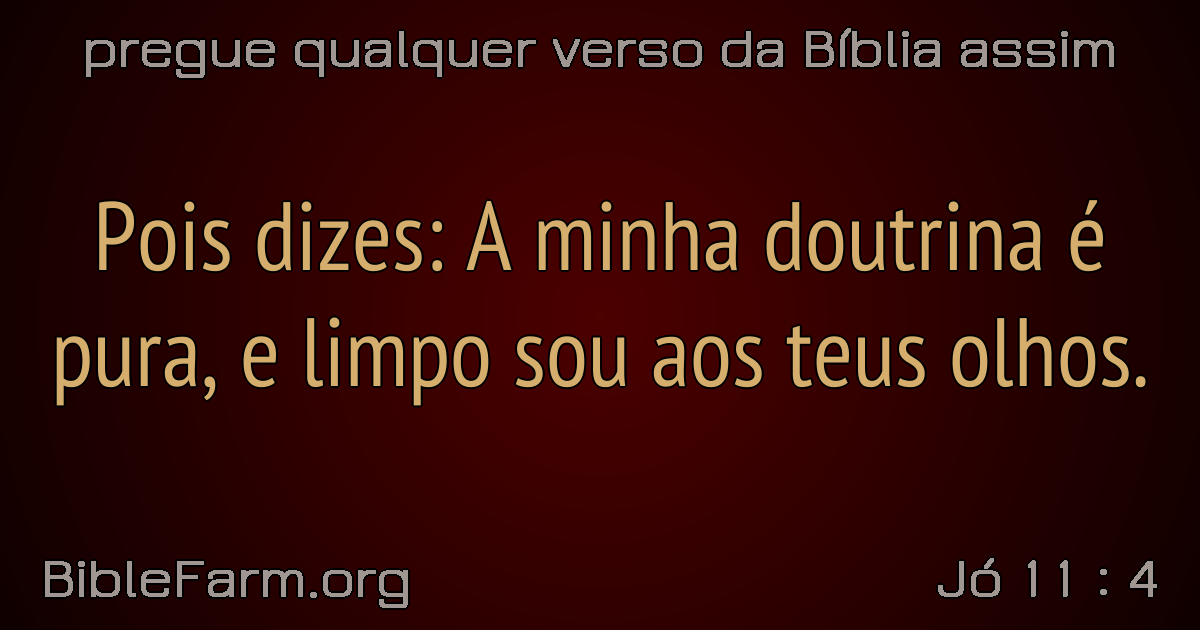 pregue qualquer verso da Bíblia assim
Pois dizes: A minha doutrina é
pura, e limpo sou aos teus olhos.
BibleFarm.org
Jó 11 : 4